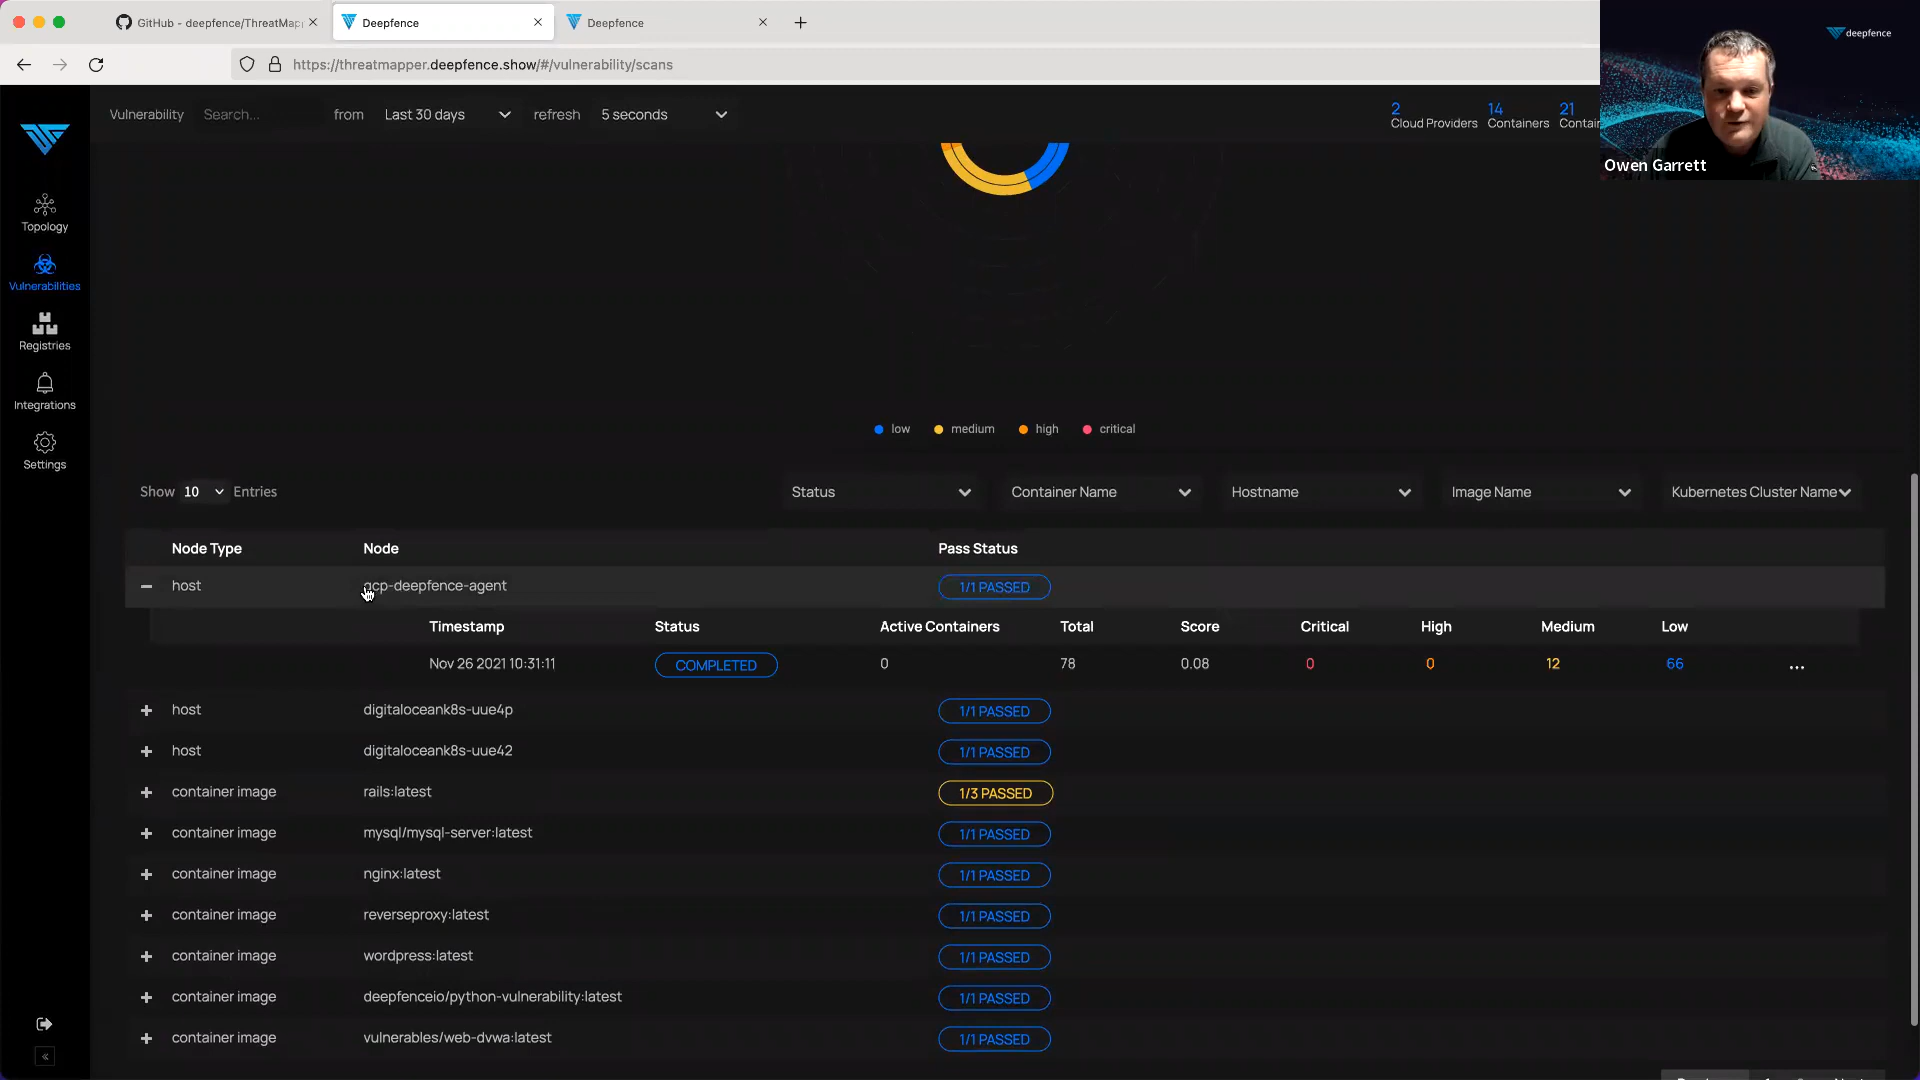 GitHub - deepfence/ThreatMap
Deepfence
Deepfence
https://threatmapper.deepfence.show/#/vulnerability/scans
deepfence
Owen Garrett
Vulnerability Search... from Last 30 days refresh 5 seconds
2 14 21
Cloud Providers Containers Contain
Topology
Vulnerabilities
Registries
Integrations
Settings
low medium high critical
Show 10 Entries Status Container Name Hostname Image Name Kubernetes Cluster Name
Node Type Node Pass Status
host gcp-deepfence-agent 1/1 PASSED
Timestamp Status Active Containers Total Score Critical High Medium Low
Nov 26 2021 10:31:11 COMPLETED 0 78 0.08 0 0 12 66 ...
host digitaloceank8s-uue4p 1/1 PASSED
host digitaloceank8s-uue42 1/1 PASSED
container image rails:latest 1/3 PASSED
container image mysql/mysql-server:latest 1/1 PASSED
container image nginx:latest 1/1 PASSED
container image reverseproxy:latest 1/1 PASSED
container image wordpress:latest 1/1 PASSED
container image deepfenceio/python-vulnerability:latest 1/1 PASSED
container image vulnerables/web-dvwa:latest 1/1 PASSED